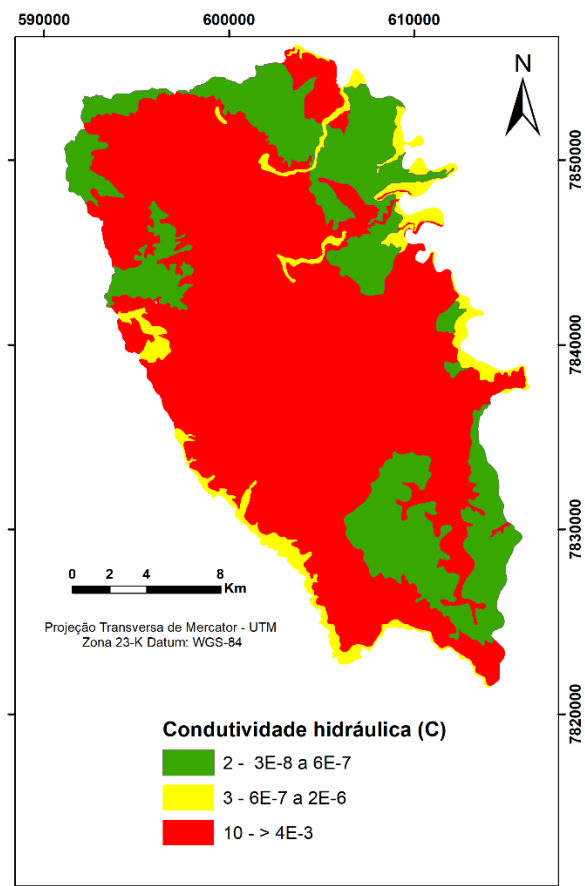 590000 600000 610000
N
7850000
7840000
7830000
7820000
0 2 4 8
Km
Projeção Transversa de Mercator - UTM
Zona 23-K Datum: WGS-84
Condutividade hidráulica (C)
2 - 3E-8 a 6E-7
3 - 6E-7 a 2E-6
10 - > 4E-3